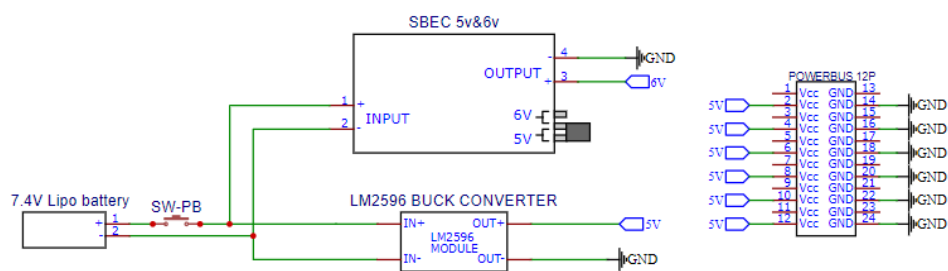 SBEC 5v&6v
- 4 GND
OUTPUT
+ 3 6V
1 +
INPUT
2 -
6V
5V
7.4V Lipo battery
+ 1
- 2
SW-PB
LM2596 BUCK CONVERTER
IN+ OUT+ 5V
LM2596
MODULE
IN- OUT- GND
POWERBUS 12P
1 Vcc GND 13
5V 2 Vcc GND 14 GND
3 Vcc GND 15
5V 4 Vcc GND 16 GND
5 Vcc GND 17
5V 6 Vcc GND 18 GND
7 Vcc GND 19
5V 8 Vcc GND 20 GND
9 Vcc GND 21
5V 10 Vcc GND 22 GND
11 Vcc GND 23
5V 12 Vcc GND 24 GND